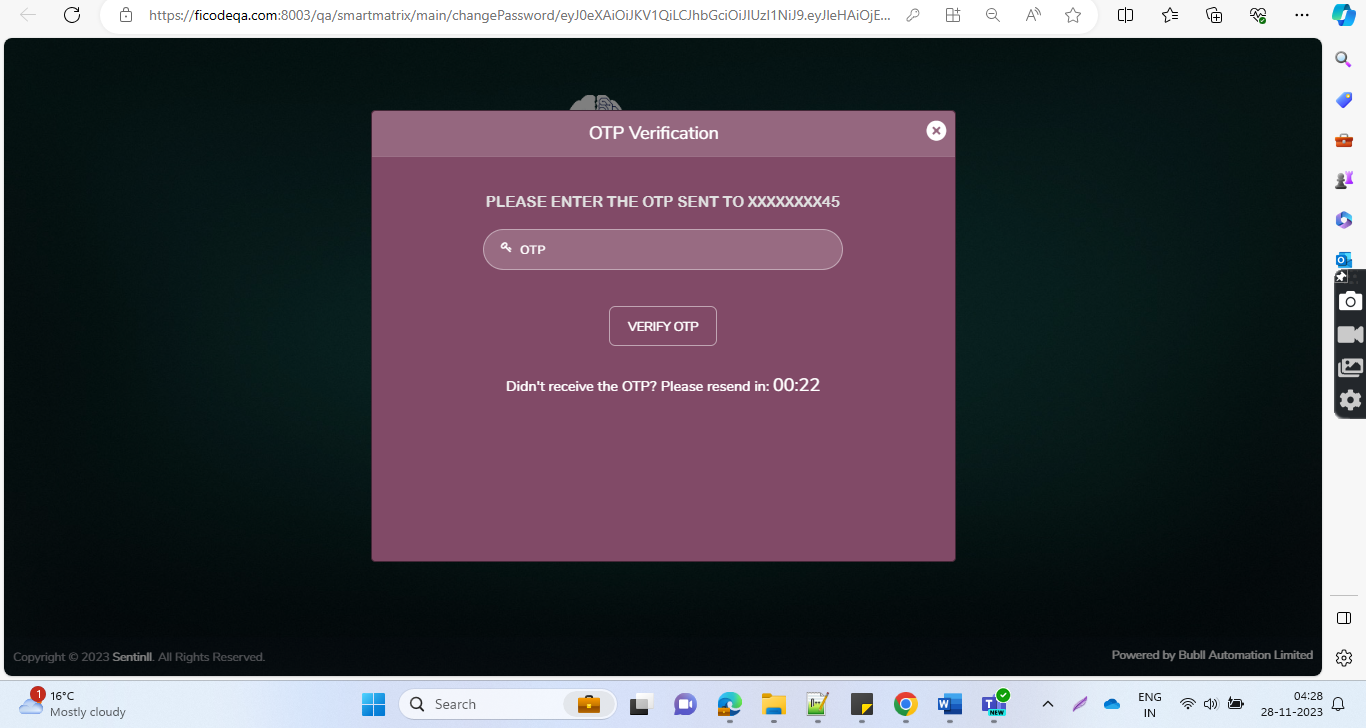 https://ficodeqa.com:8003/qa/smartmatrix/main/changePassword/eyJ0eXAiOiJKV1QiLCJhbGciOiJIUzI1NiJ9.eyJleHAiOjE...
OTP Verification
PLEASE ENTER THE OTP SENT TO XXXXXXXX45
OTP
VERIFY OTP
Didn't receive the OTP? Please resend in: 00:22
Copyright © 2023 Sentinll. All Rights Reserved.
Powered by Bubll Automation Limited
1
16°C
Mostly cloudy
Search
NEW
ENG
IN
04:28
28-11-2023